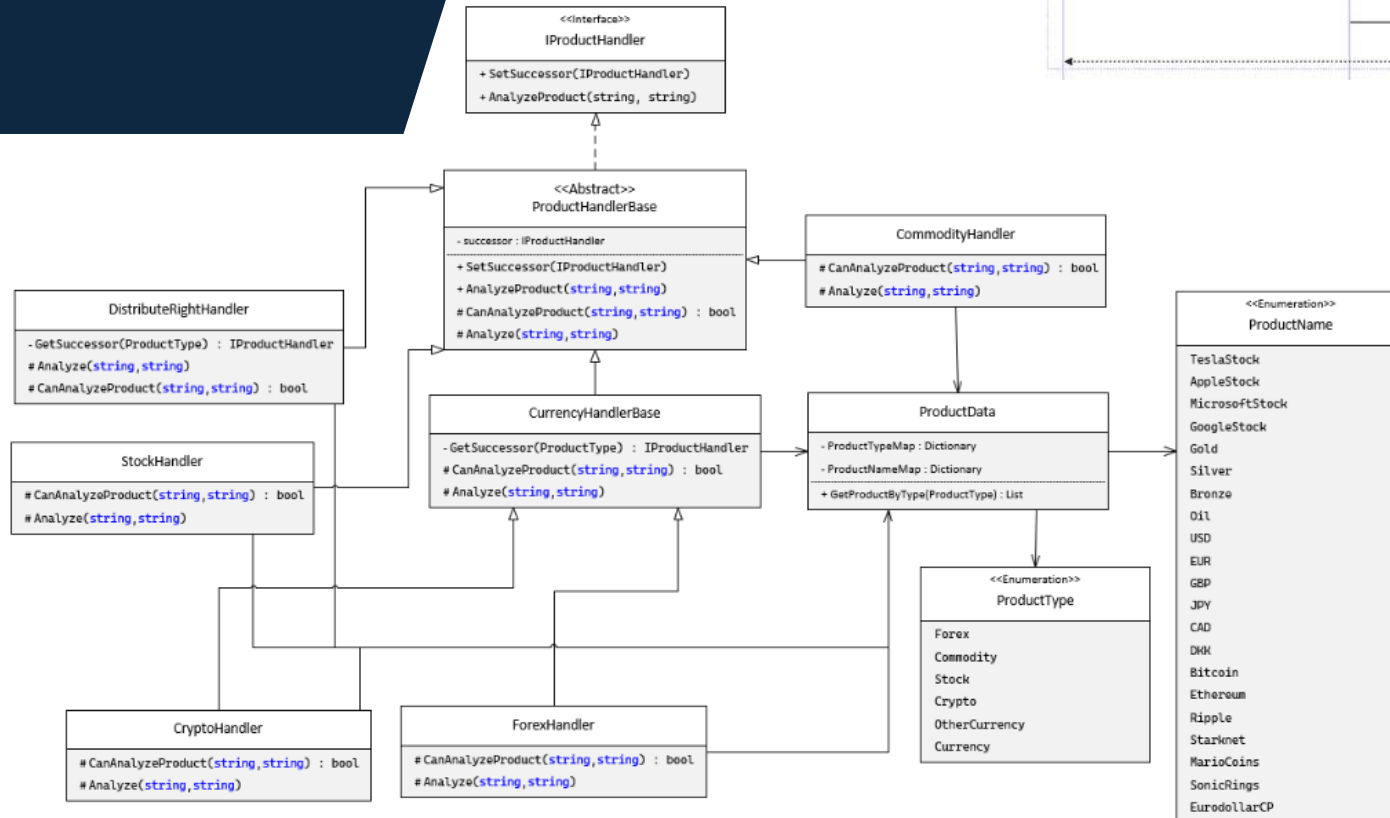 <<Interface>>
IProductHandler
+ SetSuccessor(IProductHandler)
+ AnalyzeProduct(string, string)
<<Abstract>>
ProductHandlerBase
- successor : IProductHandler
+ SetSuccessor(IProductHandler)
+ AnalyzeProduct(string,string)
# CanAnalyzeProduct(string,string) : bool
# Analyze(string,string)
CommodityHandler
# CanAnalyzeProduct(string,string) : bool
# Analyze(string,string)
DistributeRightHandler
- GetSuccessor(ProductType) : IProductHandler
# Analyze(string,string)
# CanAnalyzeProduct(string,string) : bool
StockHandler
# CanAnalyzeProduct(string,string) : bool
# Analyze(string,string)
CurrencyHandlerBase
- GetSuccessor(ProductType) : IProductHandler
# CanAnalyzeProduct(string,string) : bool
# Analyze(string,string)
ProductData
- ProductTypeMap : Dictionary
- ProductNameMap : Dictionary
+ GetProductByType(ProductType) : List
<<Enumeration>>
ProductName
TeslaStock
AppleStock
MicrosoftStock
GoogleStock
Gold
Silver
Bronze
Oil
USD
EUR
GBP
JPY
CAD
DKK
Bitcoin
Ethereum
Ripple
Starknet
MarioCoins
SonicRings
EurodollarCP
<<Enumeration>>
ProductType
Forex
Commodity
Stock
Crypto
OtherCurrency
Currency
CryptoHandler
# CanAnalyzeProduct(string,string) : bool
# Analyze(string,string)
ForexHandler
# CanAnalyzeProduct(string,string) : bool
# Analyze(string,string)